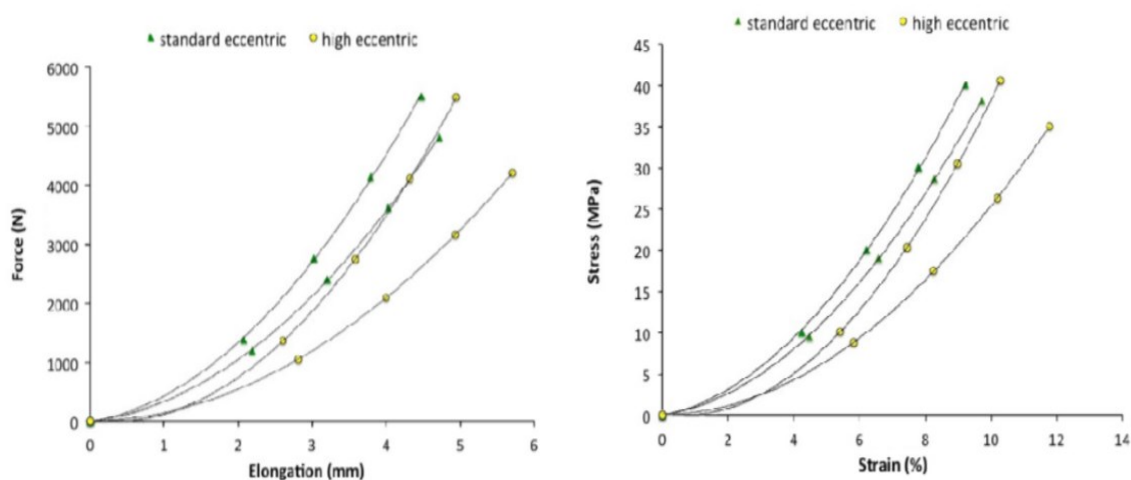 standard eccentric high eccentric
6000
5000
4000
3000
2000
1000
0
0 1 2 3 4 5 6
Force (N)
Elongation (mm)
standard eccentric high eccentric
45
40
35
30
25
20
15
10
5
0
0 2 4 6 8 10 12 14
Stress (MPa)
Strain (%)